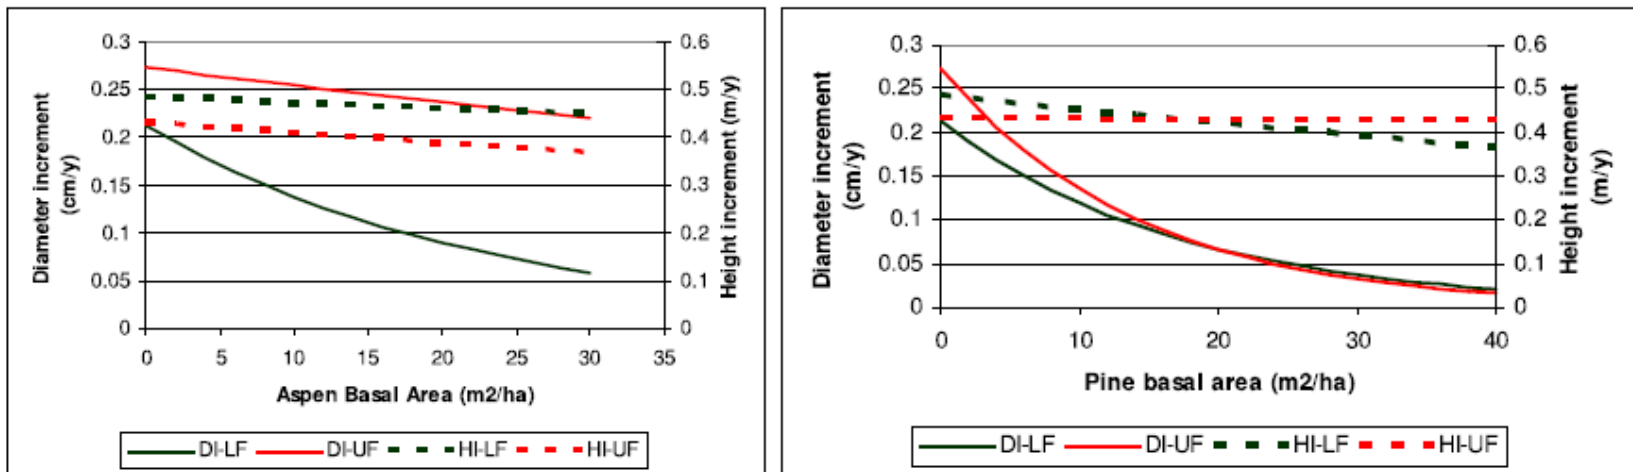 0.3
0.25
0.2
0.15
0.1
0.05
0
0.6
0.5
0.4
0.3
0.2
0.1
0
Diameter increment
(cm/y)
Height increment (m/y)
0 5 10 15 20 25 30 35
Aspen Basal Area (m2/ha)
DI-LF DI-UF HI-LF HI-UF
0.3
0.25
0.2
0.15
0.1
0.05
0
0.6
0.5
0.4
0.3
0.2
0.1
0
Diameter increment
(cm/y)
Height increment
(m/y)
0 10 20 30 40
Pine basal area (m2/ha)
DI-LF DI-UF HI-LF HI-UF